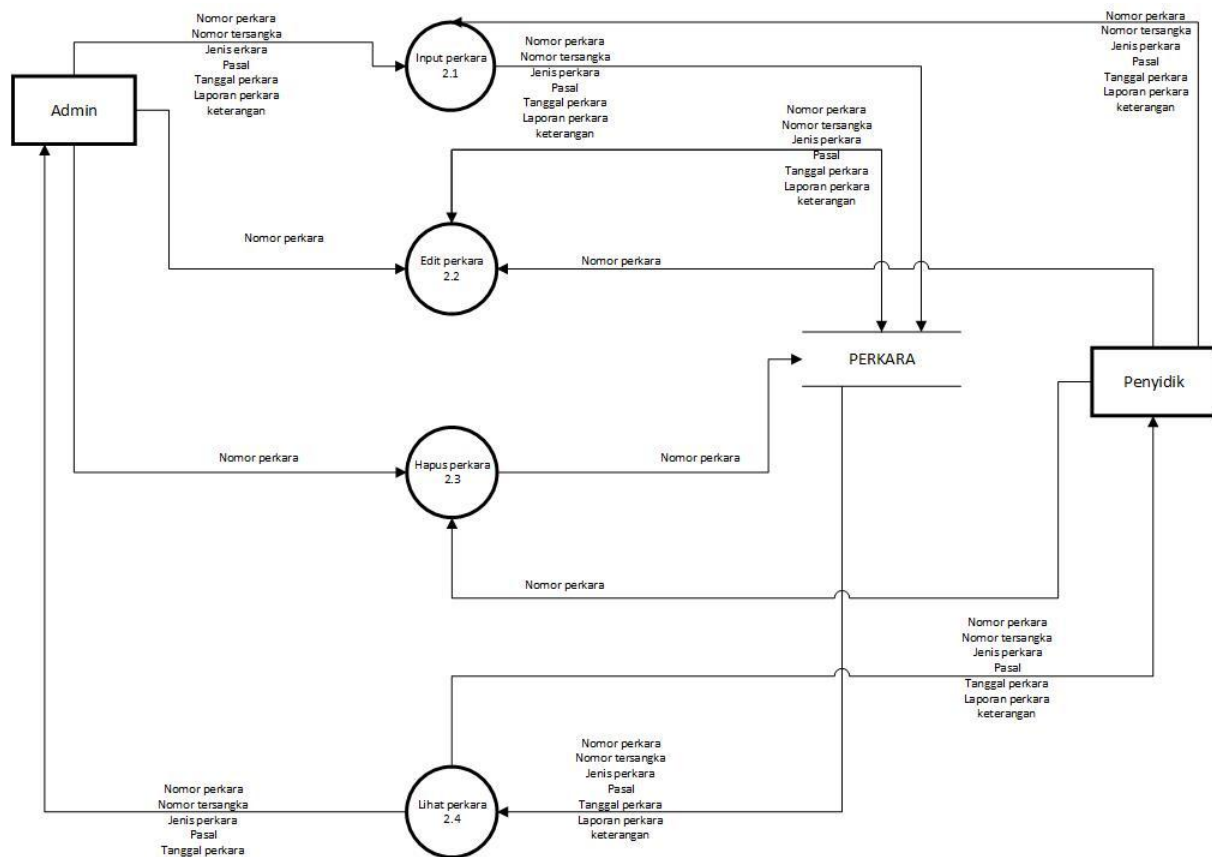 Nomor perkara
Nomor tersangka
Jenis erkara
Pasal
Tanggal perkara
Laporan perkara
keterangan
Input perkara
2.1
Nomor perkara
Nomor tersangka
Jenis perkara
Pasal
Tanggal perkara
Laporan perkara
keterangan
Nomor perkara
Nomor tersangka
Jenis perkara
Pasal
Tanggal perkara
Laporan perkara
keterangan
Admin
Nomor perkara
Nomor tersangka
Jenis perkara
Pasal
Tanggal perkara
Laporan perkara
keterangan
Nomor perkara
Edit perkara
2.2
Nomor perkara
PERKARA
Penyidik
Nomor perkara
Hapus perkara
2.3
Nomor perkara
Nomor perkara
Nomor perkara
Nomor tersangka
Jenis perkara
Pasal
Tanggal perkara
Laporan perkara
keterangan
Nomor perkara
Nomor tersangka
Jenis perkara
Pasal
Tanggal perkara
Lihat perkara
2.4
Nomor perkara
Nomor tersangka
Jenis perkara
Pasal
Tanggal perkara
Laporan perkara
keterangan